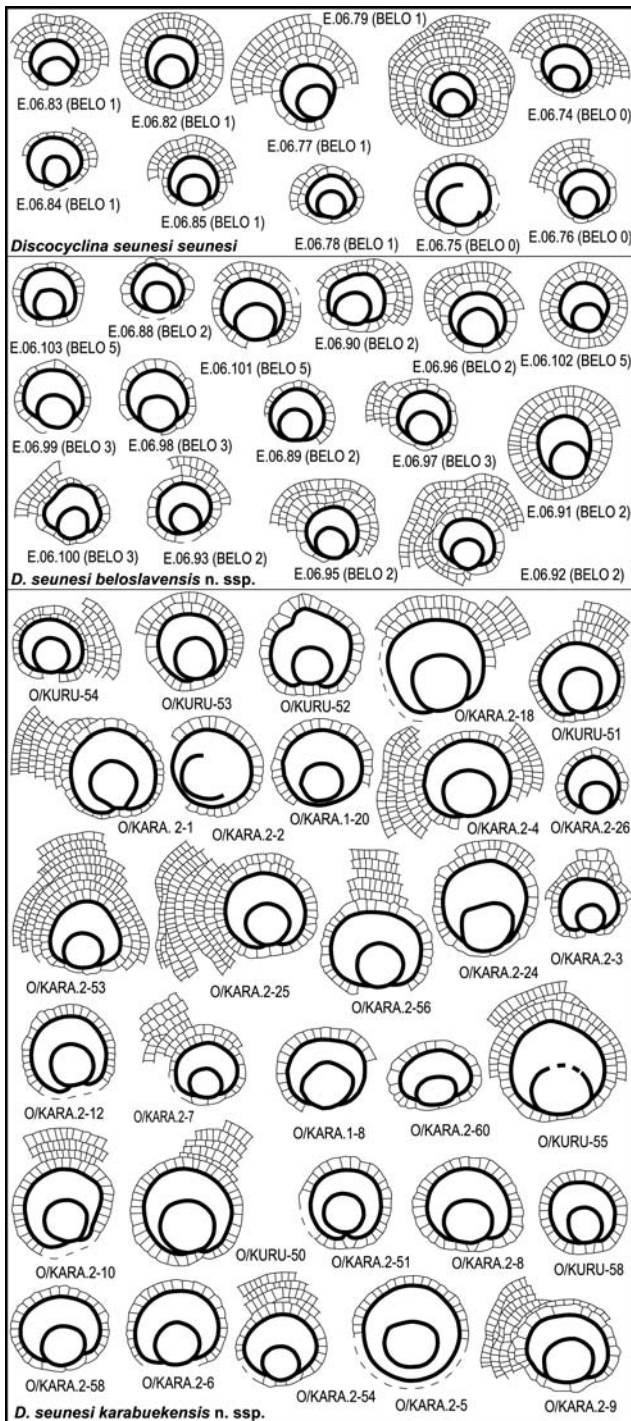 E.06.79 (BELO 1)
E.06.83 (BELO 1)
E.06.82 (BELO 1)
E.06.77 (BELO 1)
E.06.74 (BELO 0)
E.06.84 (BELO 1)
E.06.85 (BELO 1)
E.06.78 (BELO 1)
E.06.75 (BELO 0)
E.06.76 (BELO 0)
Discocyclina seunesi seunesi
E.06.103 (BELO 5)
E.06.88 (BELO 2)
E.06.101 (BELO 5)
E.06.90 (BELO 2)
E.06.96 (BELO 2)
E.06.102 (BELO 5)
E.06.99 (BELO 3)
E.06.98 (BELO 3)
E.06.89 (BELO 2)
E.06.97 (BELO 3)
E.06.91 (BELO 2)
E.06.100 (BELO 3)
E.06.93 (BELO 2)
E.06.95 (BELO 2)
E.06.92 (BELO 2)
D. seunesi beloslavensis n. ssp.
O/KURU-54
O/KURU-53
O/KURU-52
O/KARA.2-18
O/KURU-51
O/KARA. 2-1
O/KARA. 2-2
O/KARA.1-20
O/KARA.2-4
O/KARA.2-26
O/KARA.2-53
O/KARA.2-25
O/KARA.2-56
O/KARA.2-24
O/KARA.2-3
O/KARA.2-12
O/KARA.2-7
O/KARA.1-8
O/KARA.2-60
O/KURU-55
O/KARA.2-10
O/KURU-50
O/KARA.2-51
O/KARA.2-8
O/KURU-58
O/KARA.2-58
O/KARA.2-6
O/KARA.2-54
O/KARA.2-5
O/KARA.2-9
D. seunesi karabuekensis n. ssp.